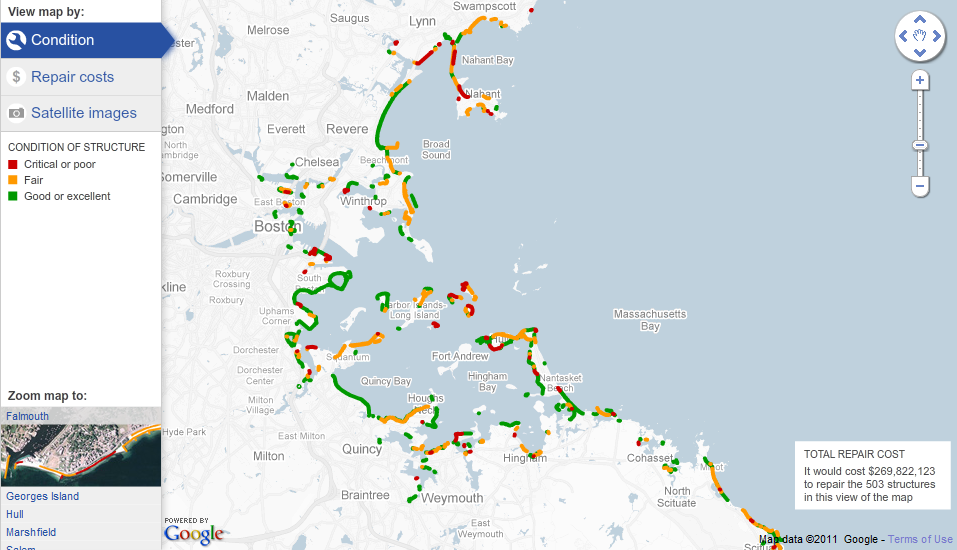 View map by:
Condition
Repair costs
Satellite images
CONDITION OF STRUCTURE
Critical or poor
Fair
Good or excellent
Zoom map to:
Falmouth
Georges Island
Hull
Marshfield
Swampscott
Saugus
Lynn
Melrose
Nahant Bay
Malden
Nahant
Medford
Everett
Revere
Broad
Sound
North
Chelsea
Beachmont
Somerville
Cambridge
East Boston
Winthrop
Boston
Roxbury
Crossing
South
Roxbury
Harbor Islands-
Long Island
Uphams
Corner
Massachusetts
Bay
Dorchester
Squantum
Fort Andrew
Hull
Dorchester
Center
Quincy Bay
Hingham
Bay
Nantasket
Beach
Milton
Village
Houghs
Neck
Hyde Park
East Milton
Quincy
Milton
Hingham
Cohasset
Minot
North
Scituate
Braintree
Weymouth
East
Weymouth
TOTAL REPAIR COST
It would cost $269,822,123
to repair the 503 structures
in this view of the map
POWERED BY
Google
Map data ©2011 Google - Terms of Use